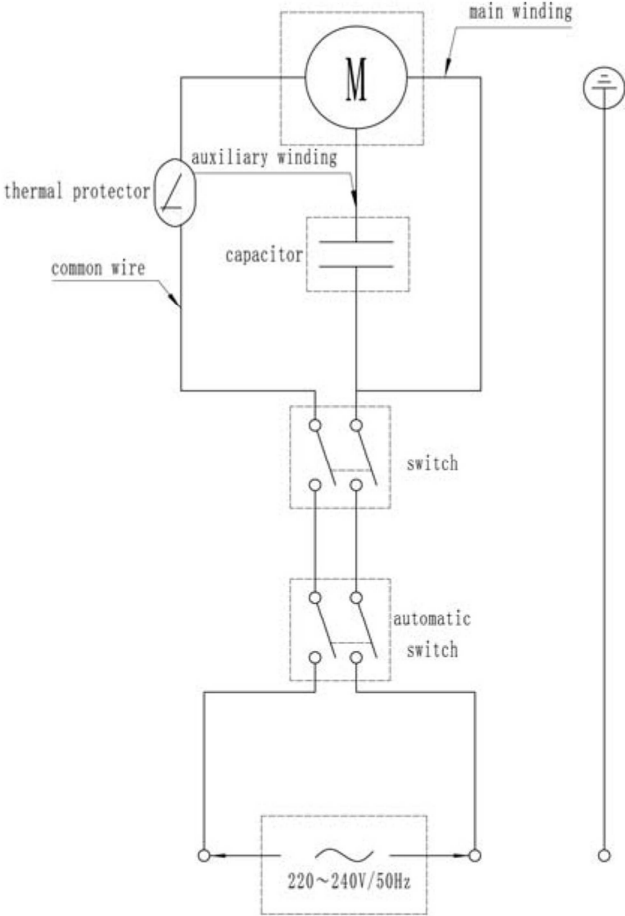 main winding
M
auxiliary winding
thermal protector
capacitor
common wire
switch
automatic
switch
220~240V/50Hz